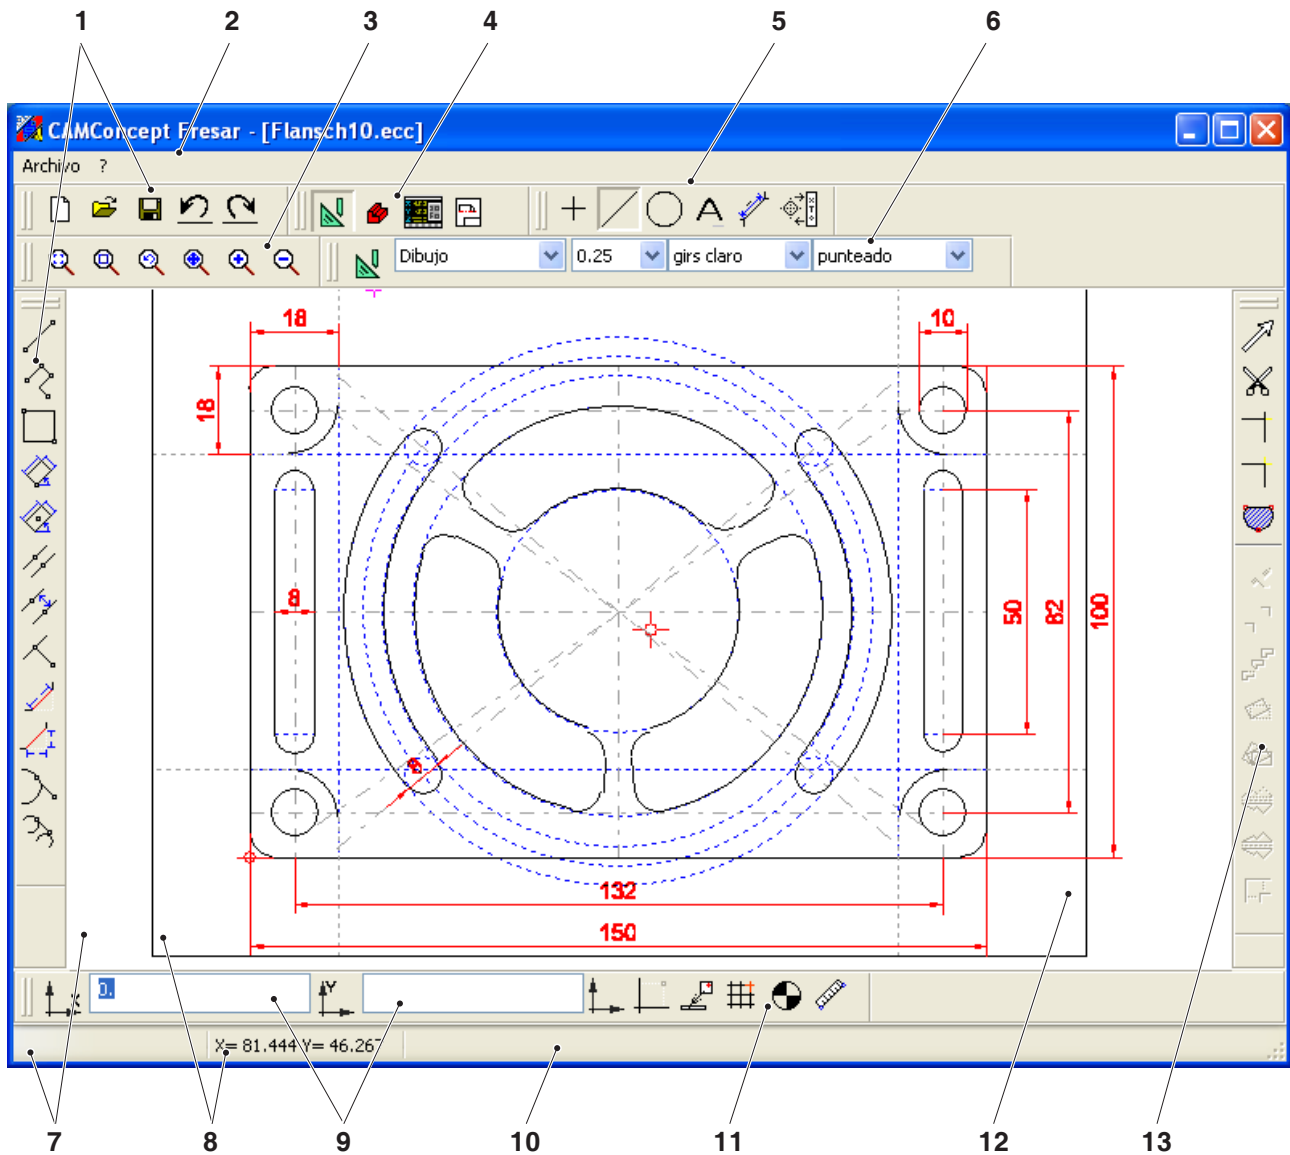 1 2 3 4 5 6
CAMConcept Fresar - [Flansch10.ecc]
Archivo ?
Dibujo 0.25 girs claro punteado
18 10
18
8
50
82
100
8
132
150
X 0. Y
X= 81.444 Y= 46.267
7 8 9 10 11 12 13